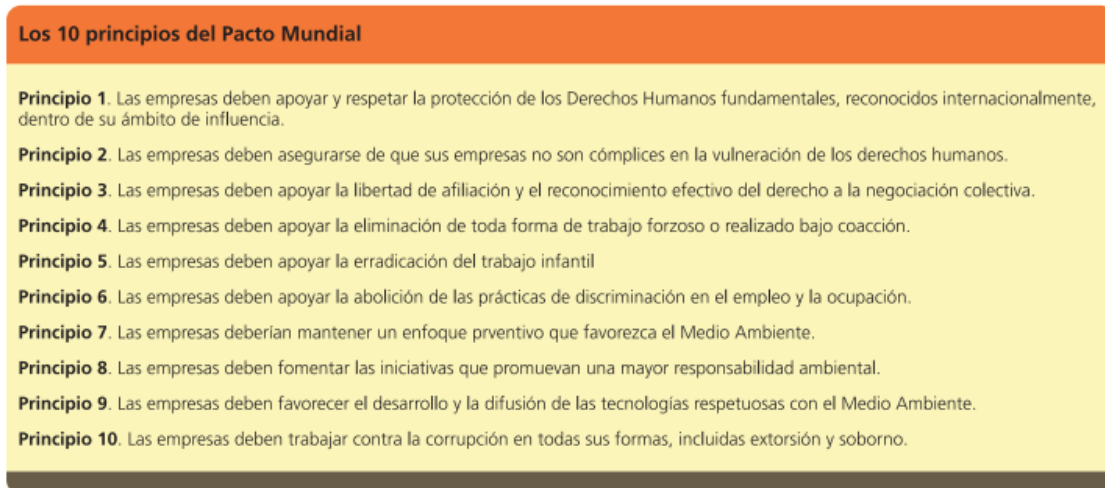 Los 10 principios del Pacto Mundial
Principio 1. Las empresas deben apoyar y respetar la protección de los Derechos Humanos fundamentales, reconocidos internacionalmente,
dentro de su ámbito de influencia.
Principio 2. Las empresas deben asegurarse de que sus empresas no son cómplices en la vulneración de los derechos humanos.
Principio 3. Las empresas deben apoyar la libertad de afiliación y el reconocimiento efectivo del derecho a la negociación colectiva.
Principio 4. Las empresas deben apoyar la eliminación de toda forma de trabajo forzoso o realizado bajo coacción.
Principio 5. Las empresas deben apoyar la erradicación del trabajo infantil
Principio 6. Las empresas deben apoyar la abolición de las prácticas de discriminación en el empleo y la ocupación.
Principio 7. Las empresas deberían mantener un enfoque prventivo que favorezca el Medio Ambiente.
Principio 8. Las empresas deben fomentar las iniciativas que promuevan una mayor responsabilidad ambiental.
Principio 9. Las empresas deben favorecer el desarrollo y la difusión de las tecnologías respetuosas con el Medio Ambiente.
Principio 10. Las empresas deben trabajar contra la corrupción en todas sus formas, incluidas extorsión y soborno.